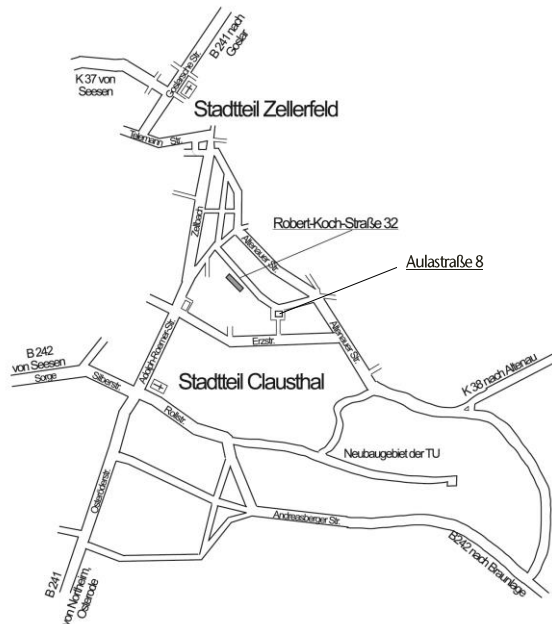 B 241 nach
Goslar
Goslarsche Str.
K 37 von
Seesen
Stadtteil Zellerfeld
Telemann Str.
Zellbach
Robert-Koch-Straße 32
Altenauer Str.
Aulastraße 8
Erzstr.
Altenauer Str.
B 242
von Seesen
Sorge
Silberstr.
Adolph-Roemer-Str.
Stadtteil Clausthal
K 38 nach Altenau
Rollstr.
Neubaugebiet der TU
Osteröderstr.
Andreasberger Str.
B242 nach Braunlage
B 241
von Northeim,
Osterode